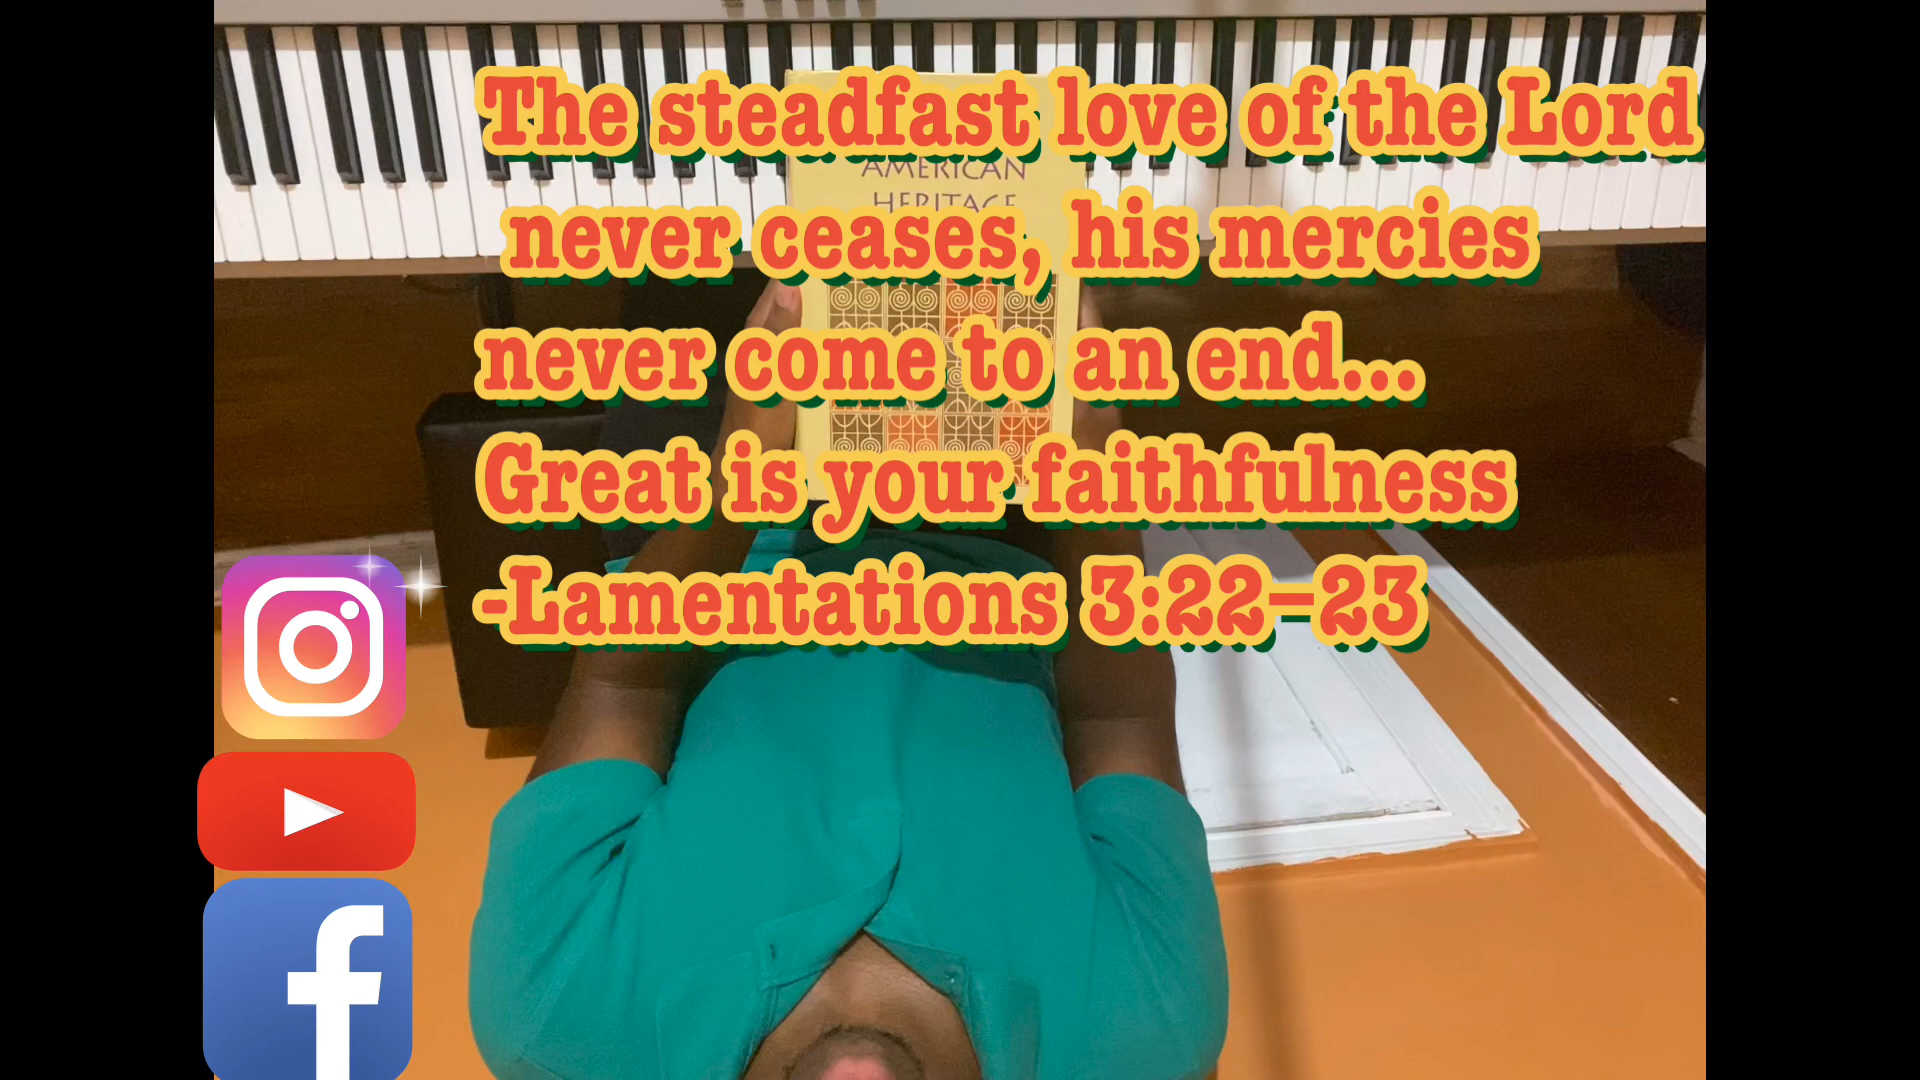 The steadfast love of the Lord
AMERICAN
HERITAGE
never ceases, his mercies
never come to an end...
Great is your faithfulness
-Lamentations 3:22-23